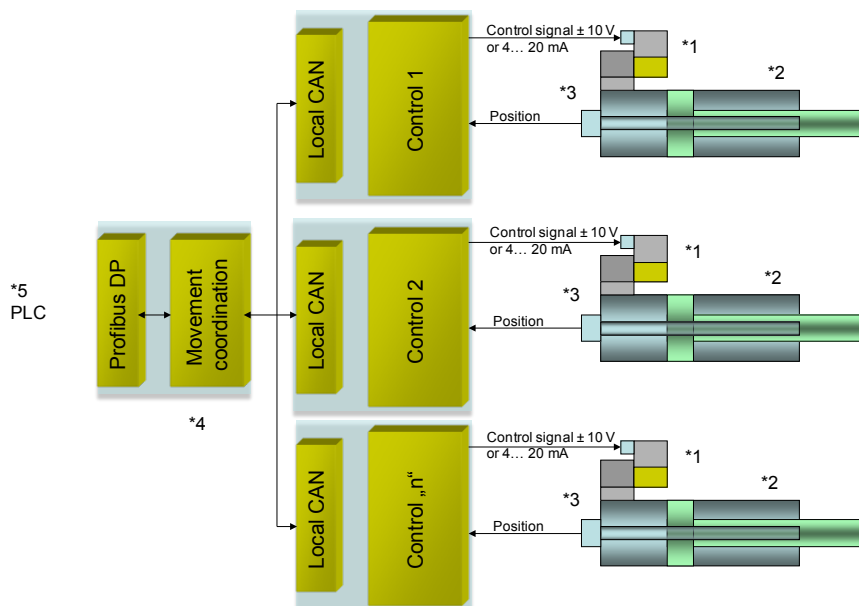 Local CAN
Control 1
Control signal ± 10 V
or 4… 20 mA
*1
*2
*3
Position
*5
PLC
Profibus DP
Movement
coordination
*4
Local CAN
Control 2
Control signal ± 10 V
or 4… 20 mA
*1
*2
*3
Position
Local CAN
Control „n“
Control signal ± 10 V
or 4… 20 mA
*1
*2
*3
Position